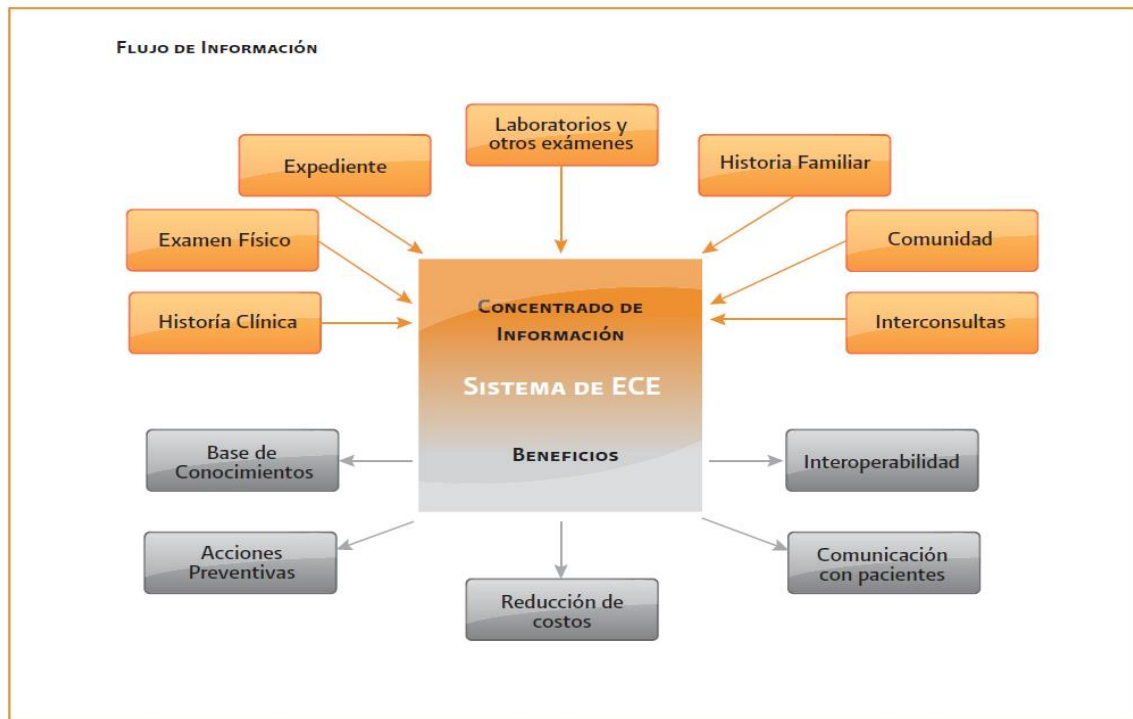 FLUJO DE INFORMACIÓN
Laboratorios y
otros exámenes
Expediente
Historia Familiar
Examen Físico
Comunidad
Historía Clínica
Interconsultas
CONCENTRADO DE
INFORMACIÓN
SISTEMA DE ECE
BENEFICIOS
Base de
Conocimientos
Interoperabilidad
Acciones
Preventivas
Comunicación
con pacientes
Reducción de
costos